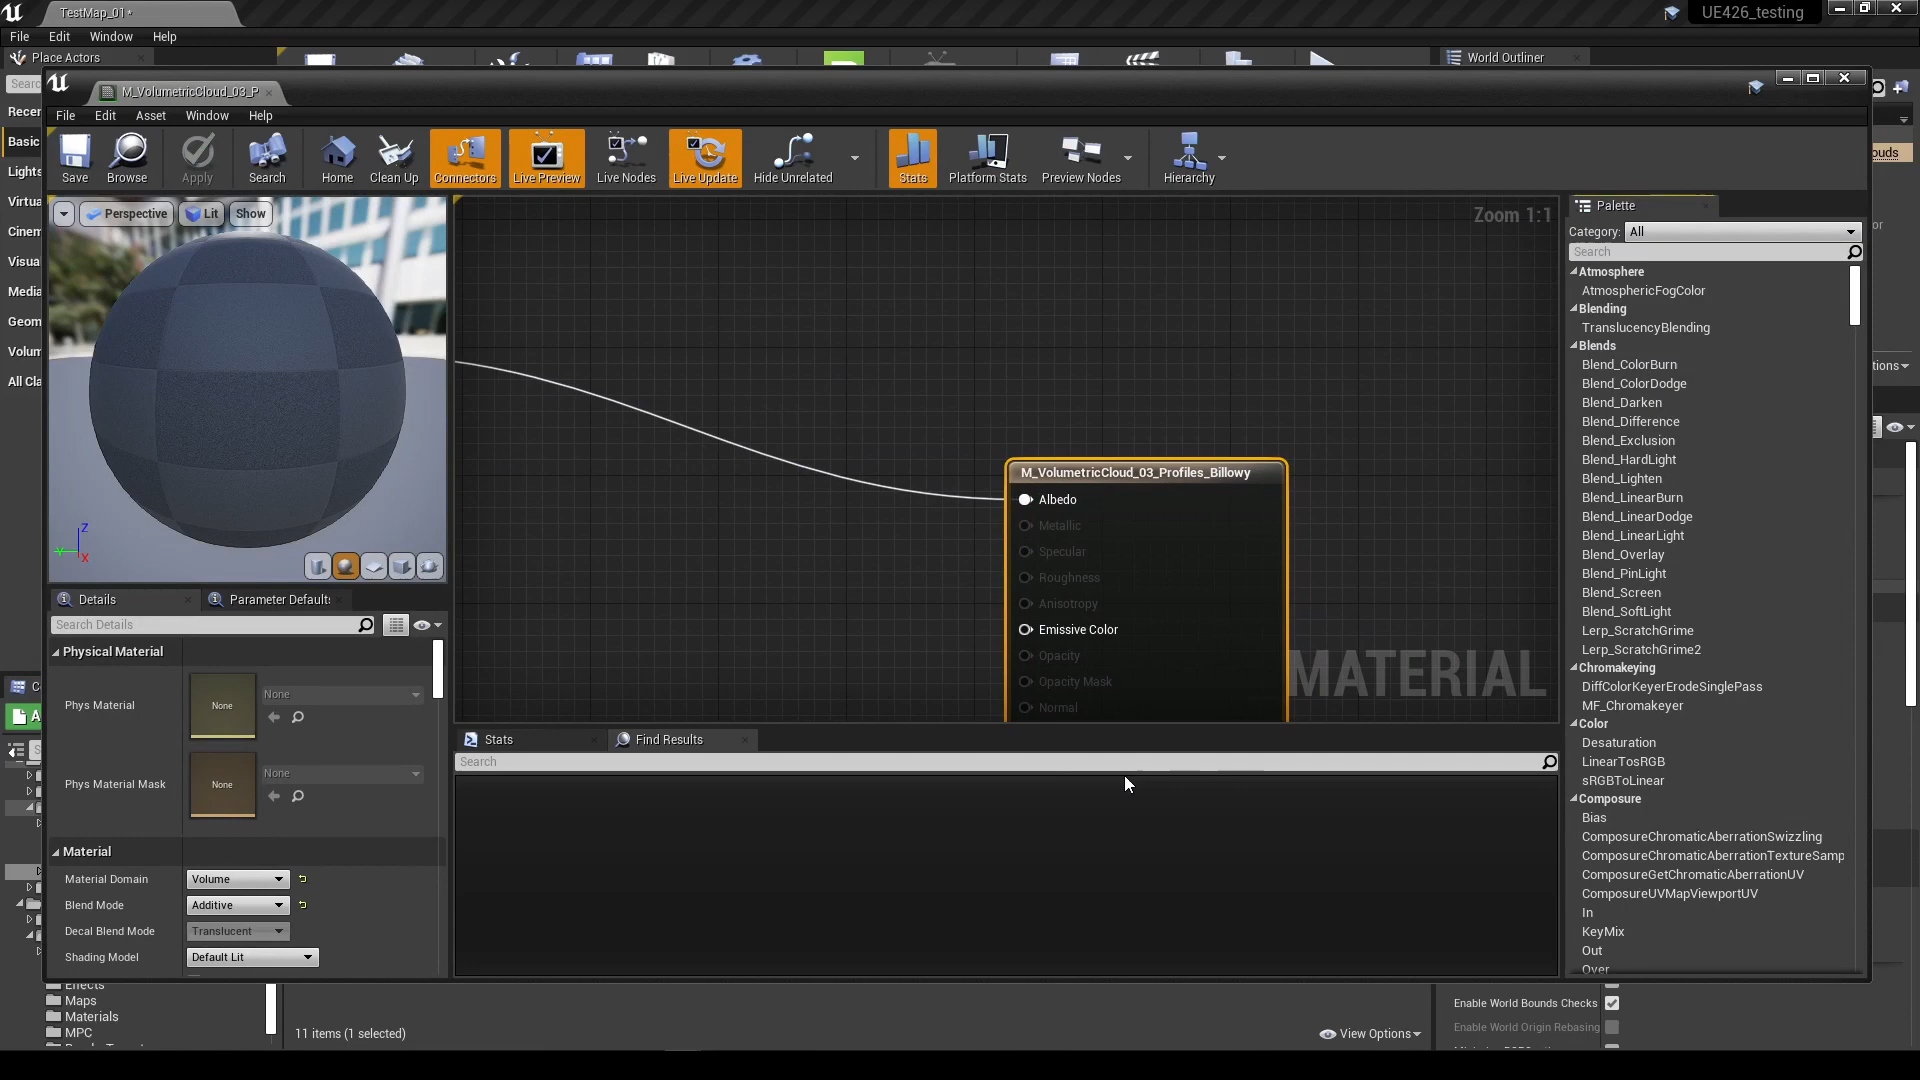 TestMap_01*
UE426_testing
File Edit Window Help
Place Actors
World Outliner
M_VolumetricCloud_03_P
File Edit Asset Window Help
Save Browse Apply Search Home Clean Up Connectors Live Preview Live Nodes Live Update Hide Unrelated Stats Platform Stats Preview Nodes Hierarchy
Recer
Basic
Lights
Virtua
Cinem
Visua
Media
Geom
Volum
All Cla
Perspective Lit Show
Zoom 1:1
Z
X
Details
Parameter Defaults
Search Details
Physical Material
Phys Material
None
None
Phys Material Mask
None
None
Material
Material Domain Volume
Blend Mode Additive
Decal Blend Mode Translucent
Shading Model Default Lit
M_VolumetricCloud_03_Profiles_Billowy
Albedo
Metallic
Specular
Roughness
Anisotropy
Emissive Color
Opacity
Opacity Mask
Normal
MATERIAL
Stats
Find Results
Search
Palette
Category: All
Search
Atmosphere
AtmosphericFogColor
Blending
TranslucencyBlending
Blends
Blend_ColorBurn
Blend_ColorDodge
Blend_Darken
Blend_Difference
Blend_Exclusion
Blend_HardLight
Blend_Lighten
Blend_LinearBurn
Blend_LinearDodge
Blend_LinearLight
Blend_Overlay
Blend_PinLight
Blend_Screen
Blend_SoftLight
Lerp_ScratchGrime
Lerp_ScratchGrime2
Chromakeying
DiffColorKeyerErodeSinglePass
MF_Chromakeyer
Color
Desaturation
LinearTosRGB
sRGBToLinear
Composure
Bias
ComposureChromaticAberrationSwizzling
ComposureChromaticAberrationTextureSamp
ComposureGetChromaticAberrationUV
ComposureUVMapViewportUV
In
KeyMix
Out
Over
ouds
or
tions
Effects
Maps
Materials
MPC
11 items (1 selected)
View Options
Enable World Bounds Checks
Enable World Origin Rebasing